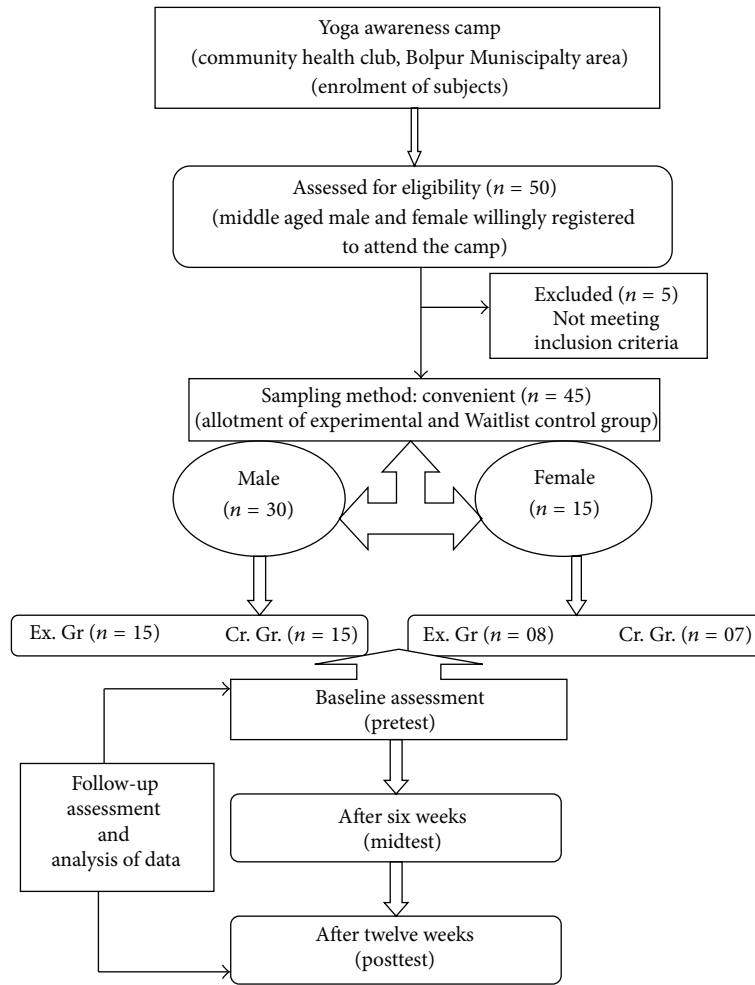 Yoga awareness camp
(community health club, Bolpur Muniscipalty area)
(enrolment of subjects)
Assessed for eligibility (n = 50)
(middle aged male and female willingly registered
to attend the camp)
Excluded (n = 5)
Not meeting
inclusion criteria
Sampling method: convenient (n = 45)
(allotment of experimental and Waitlist control group)
Male
(n = 30)
Female
(n = 15)
Ex. Gr (n = 15)
Cr. Gr. (n = 15)
Ex. Gr (n = 08)
Cr. Gr. (n = 07)
Baseline assessment
(pretest)
Follow-up
assessment
and
analysis of data
After six weeks
(midtest)
After twelve weeks
(posttest)